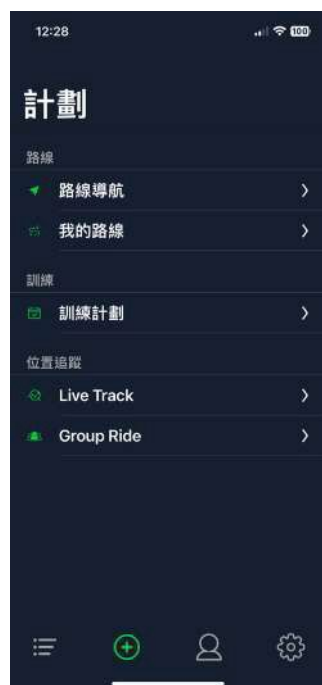 12:28
100
計劃
路線
路線導航
我的路線
訓練
訓練計劃
位置追蹤
Live Track
Group Ride